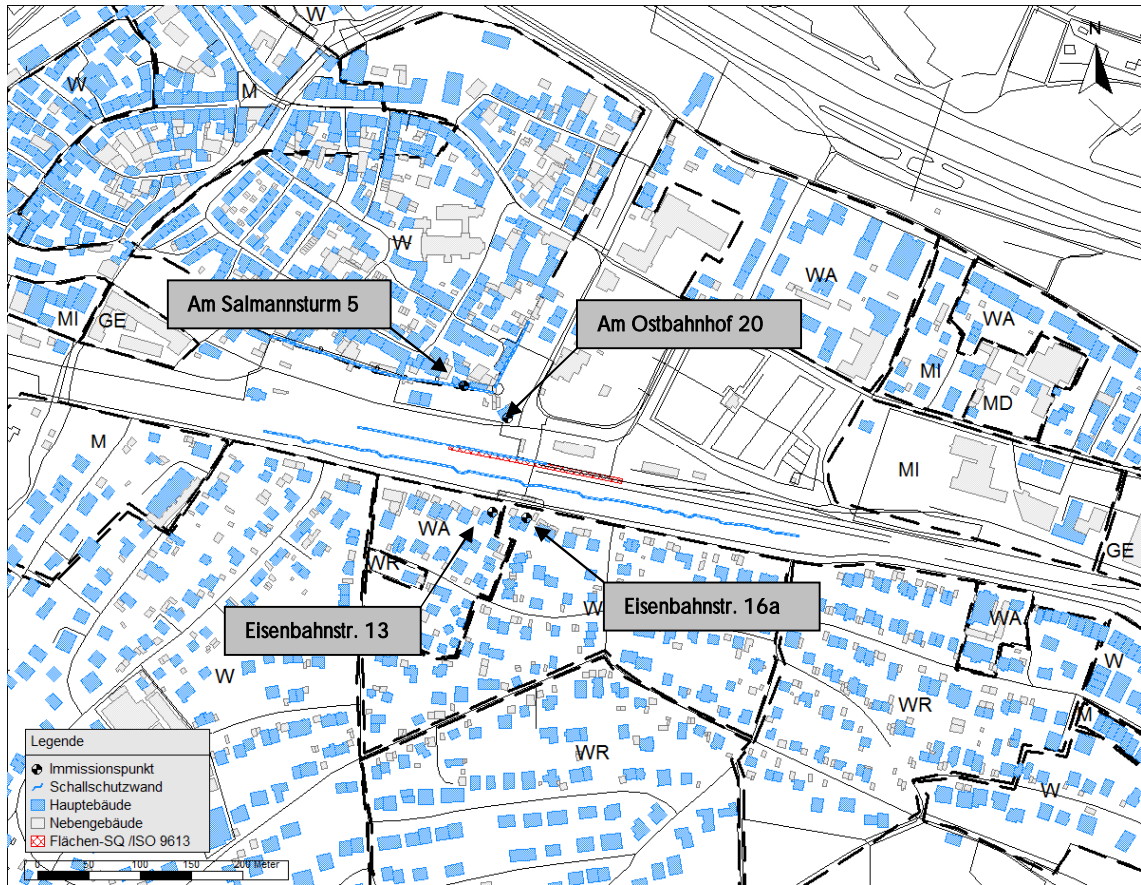 W
N
W
M
WA
W
WA
Am Salmannsturm 5
Am Ostbahnhof 20
MI
GE
MI
MD
M
MI
WA
GE
WR
W
Eisenbahnstr. 16a
Eisenbahnstr. 13
WA
W
W
WR
M
WR
W
Legende
Immissionspunkt
Schallschutzwand
Hauptebäude
Nebengebäude
Flächen-SQ /ISO 9613
0 50 100 150 200 Meter